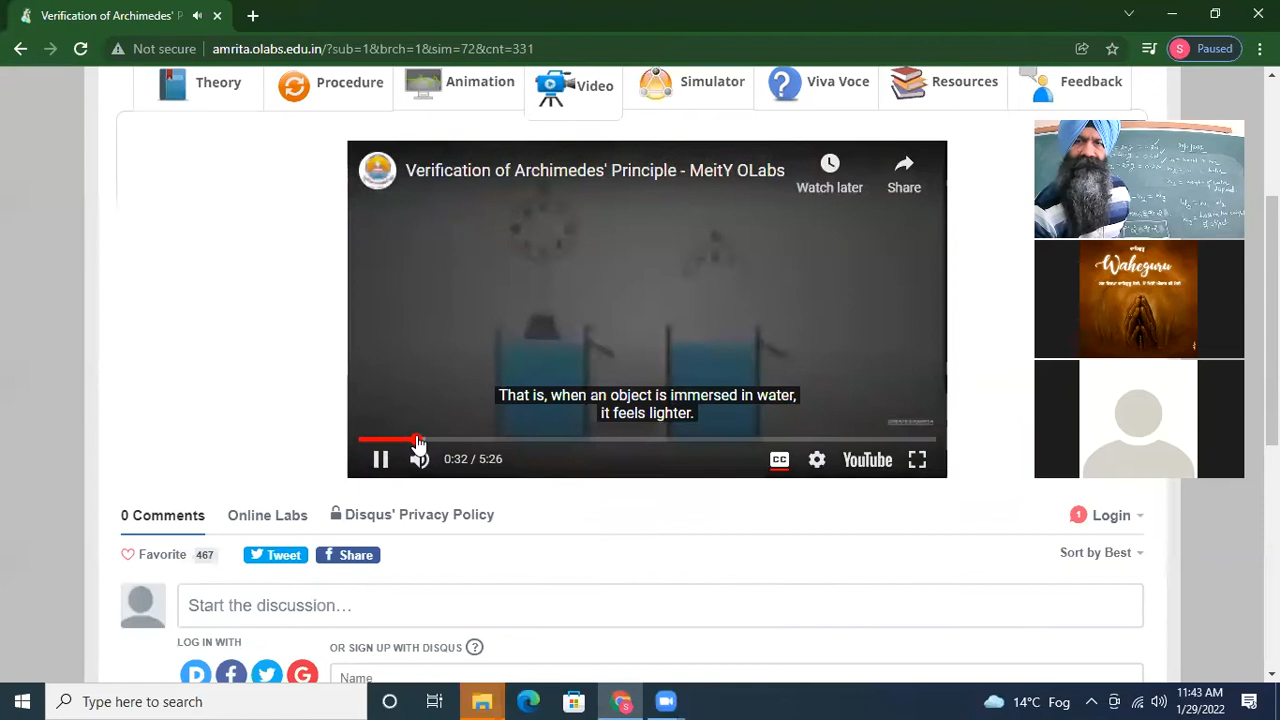 Verification of Archimedes' P
Not secure
amrita.olabs.edu.in/?sub=1&brch=1&sim=72&cnt=331
S Paused
Theory
Procedure
Animation
Video
Simulator
Viva Voce
Resources
Feedback
Verification of Archimedes' Principle - MeitY OLabs
Watch later
Share
That is, when an object is immersed in water,
it feels lighter.
0:32 / 5:26
CC
YouTube
Waheguru
0 Comments
Online Labs
Disqus' Privacy Policy
1 Login
Favorite 467
Tweet
f Share
Sort by Best
Start the discussion…
LOG IN WITH
OR SIGN UP WITH DISQUS ?
D f G
Name
Type here to search
14°C Fog
11:43 AM
1/29/2022